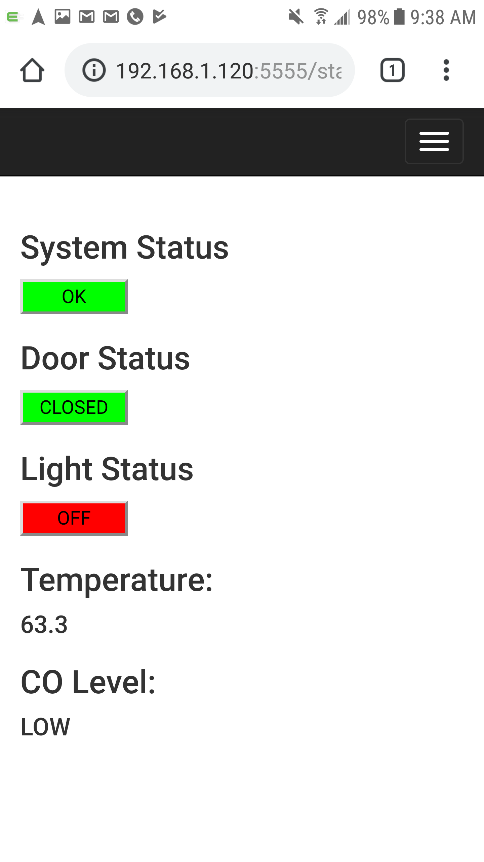 98% 9:38 AM
192.168.1.120:5555/sta
1
System Status
OK
Door Status
CLOSED
Light Status
OFF
Temperature:
63.3
CO Level:
LOW